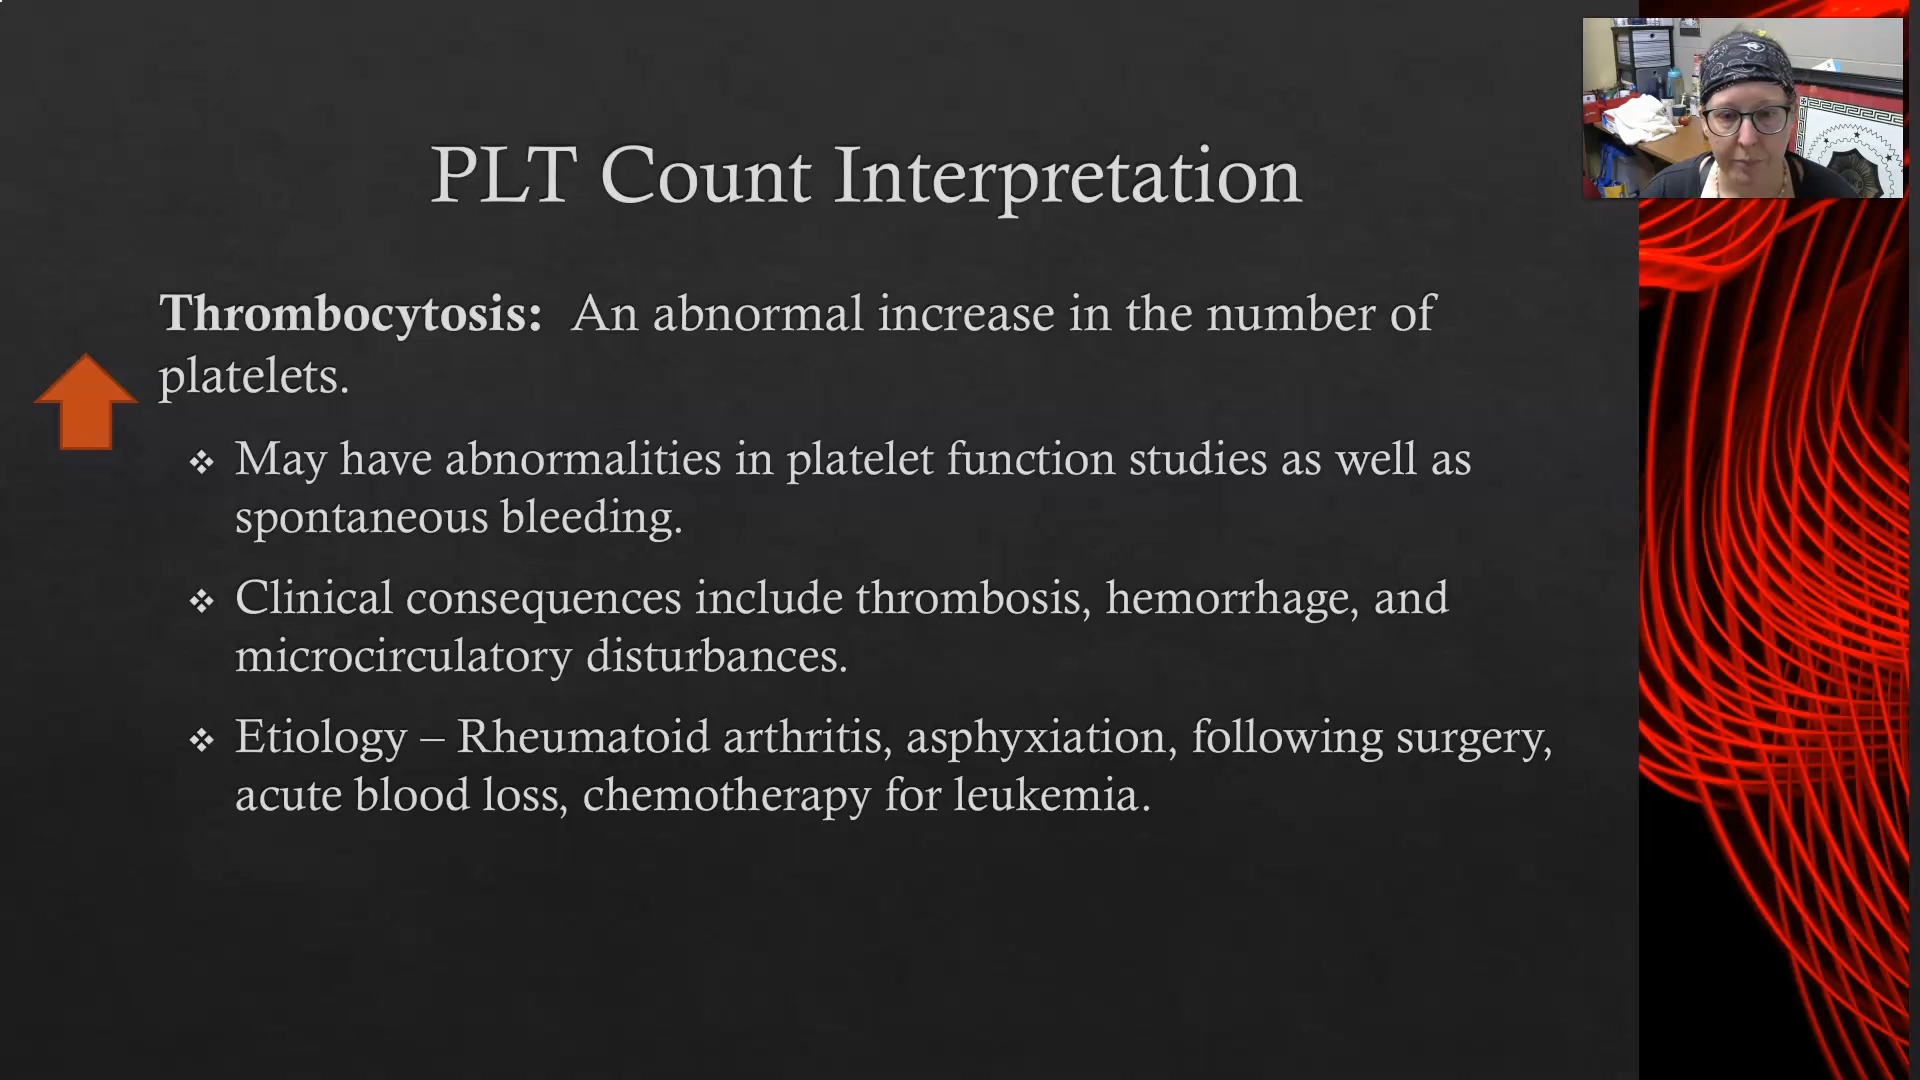 PLT Count Interpretation
Thrombocytosis: An abnormal increase in the number of
platelets.
❖ May have abnormalities in platelet function studies as well as
spontaneous bleeding.
❖ Clinical consequences include thrombosis, hemorrhage, and
microcirculatory disturbances.
❖ Etiology – Rheumatoid arthritis, asphyxiation, following surgery,
acute blood loss, chemotherapy for leukemia.